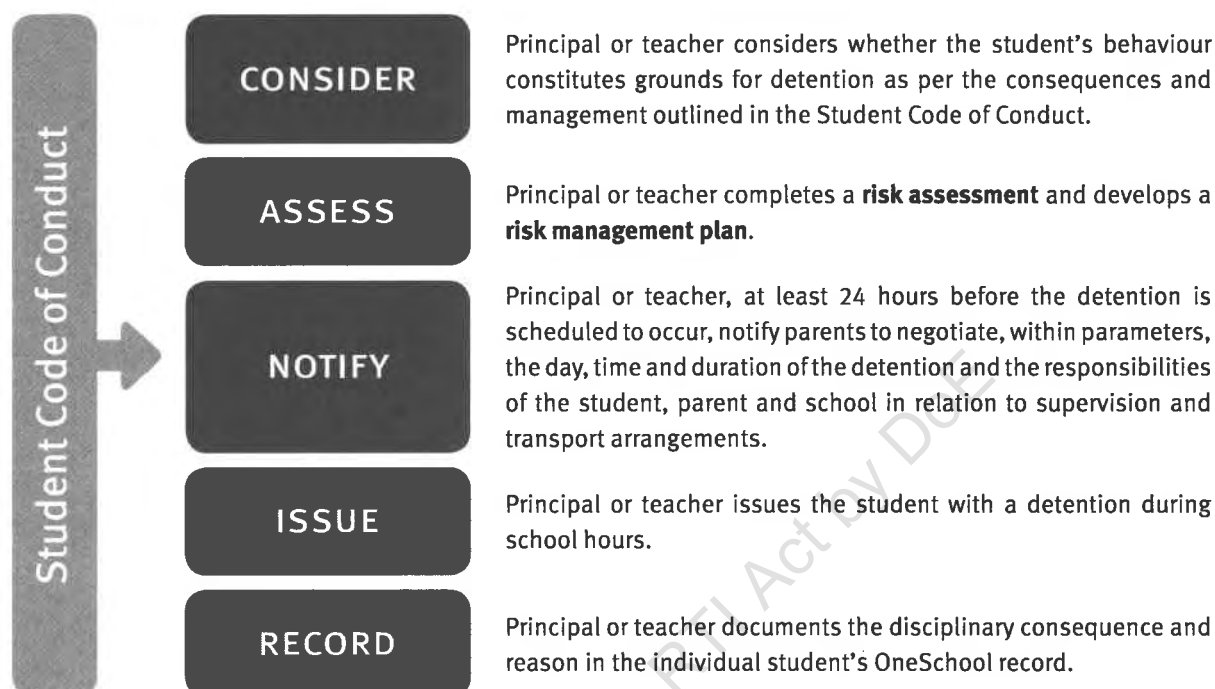 Student Code of Conduct
CONSIDER
Principal or teacher considers whether the student's behaviour
constitutes grounds for detention as per the consequences and
management outlined in the Student Code of Conduct.
ASSESS
Principal or teacher completes a risk assessment and develops a
risk management plan.
NOTIFY
Principal or teacher, at least 24 hours before the detention is
scheduled to occur, notify parents to negotiate, within parameters,
the day, time and duration of the detention and the responsibilities
of the student, parent and school in relation to supervision and
transport arrangements.
ISSUE
Principal or teacher issues the student with a detention during
school hours.
RECORD
Principal or teacher documents the disciplinary consequence and
reason in the individual student's OneSchool record.
RTI Act by DoE